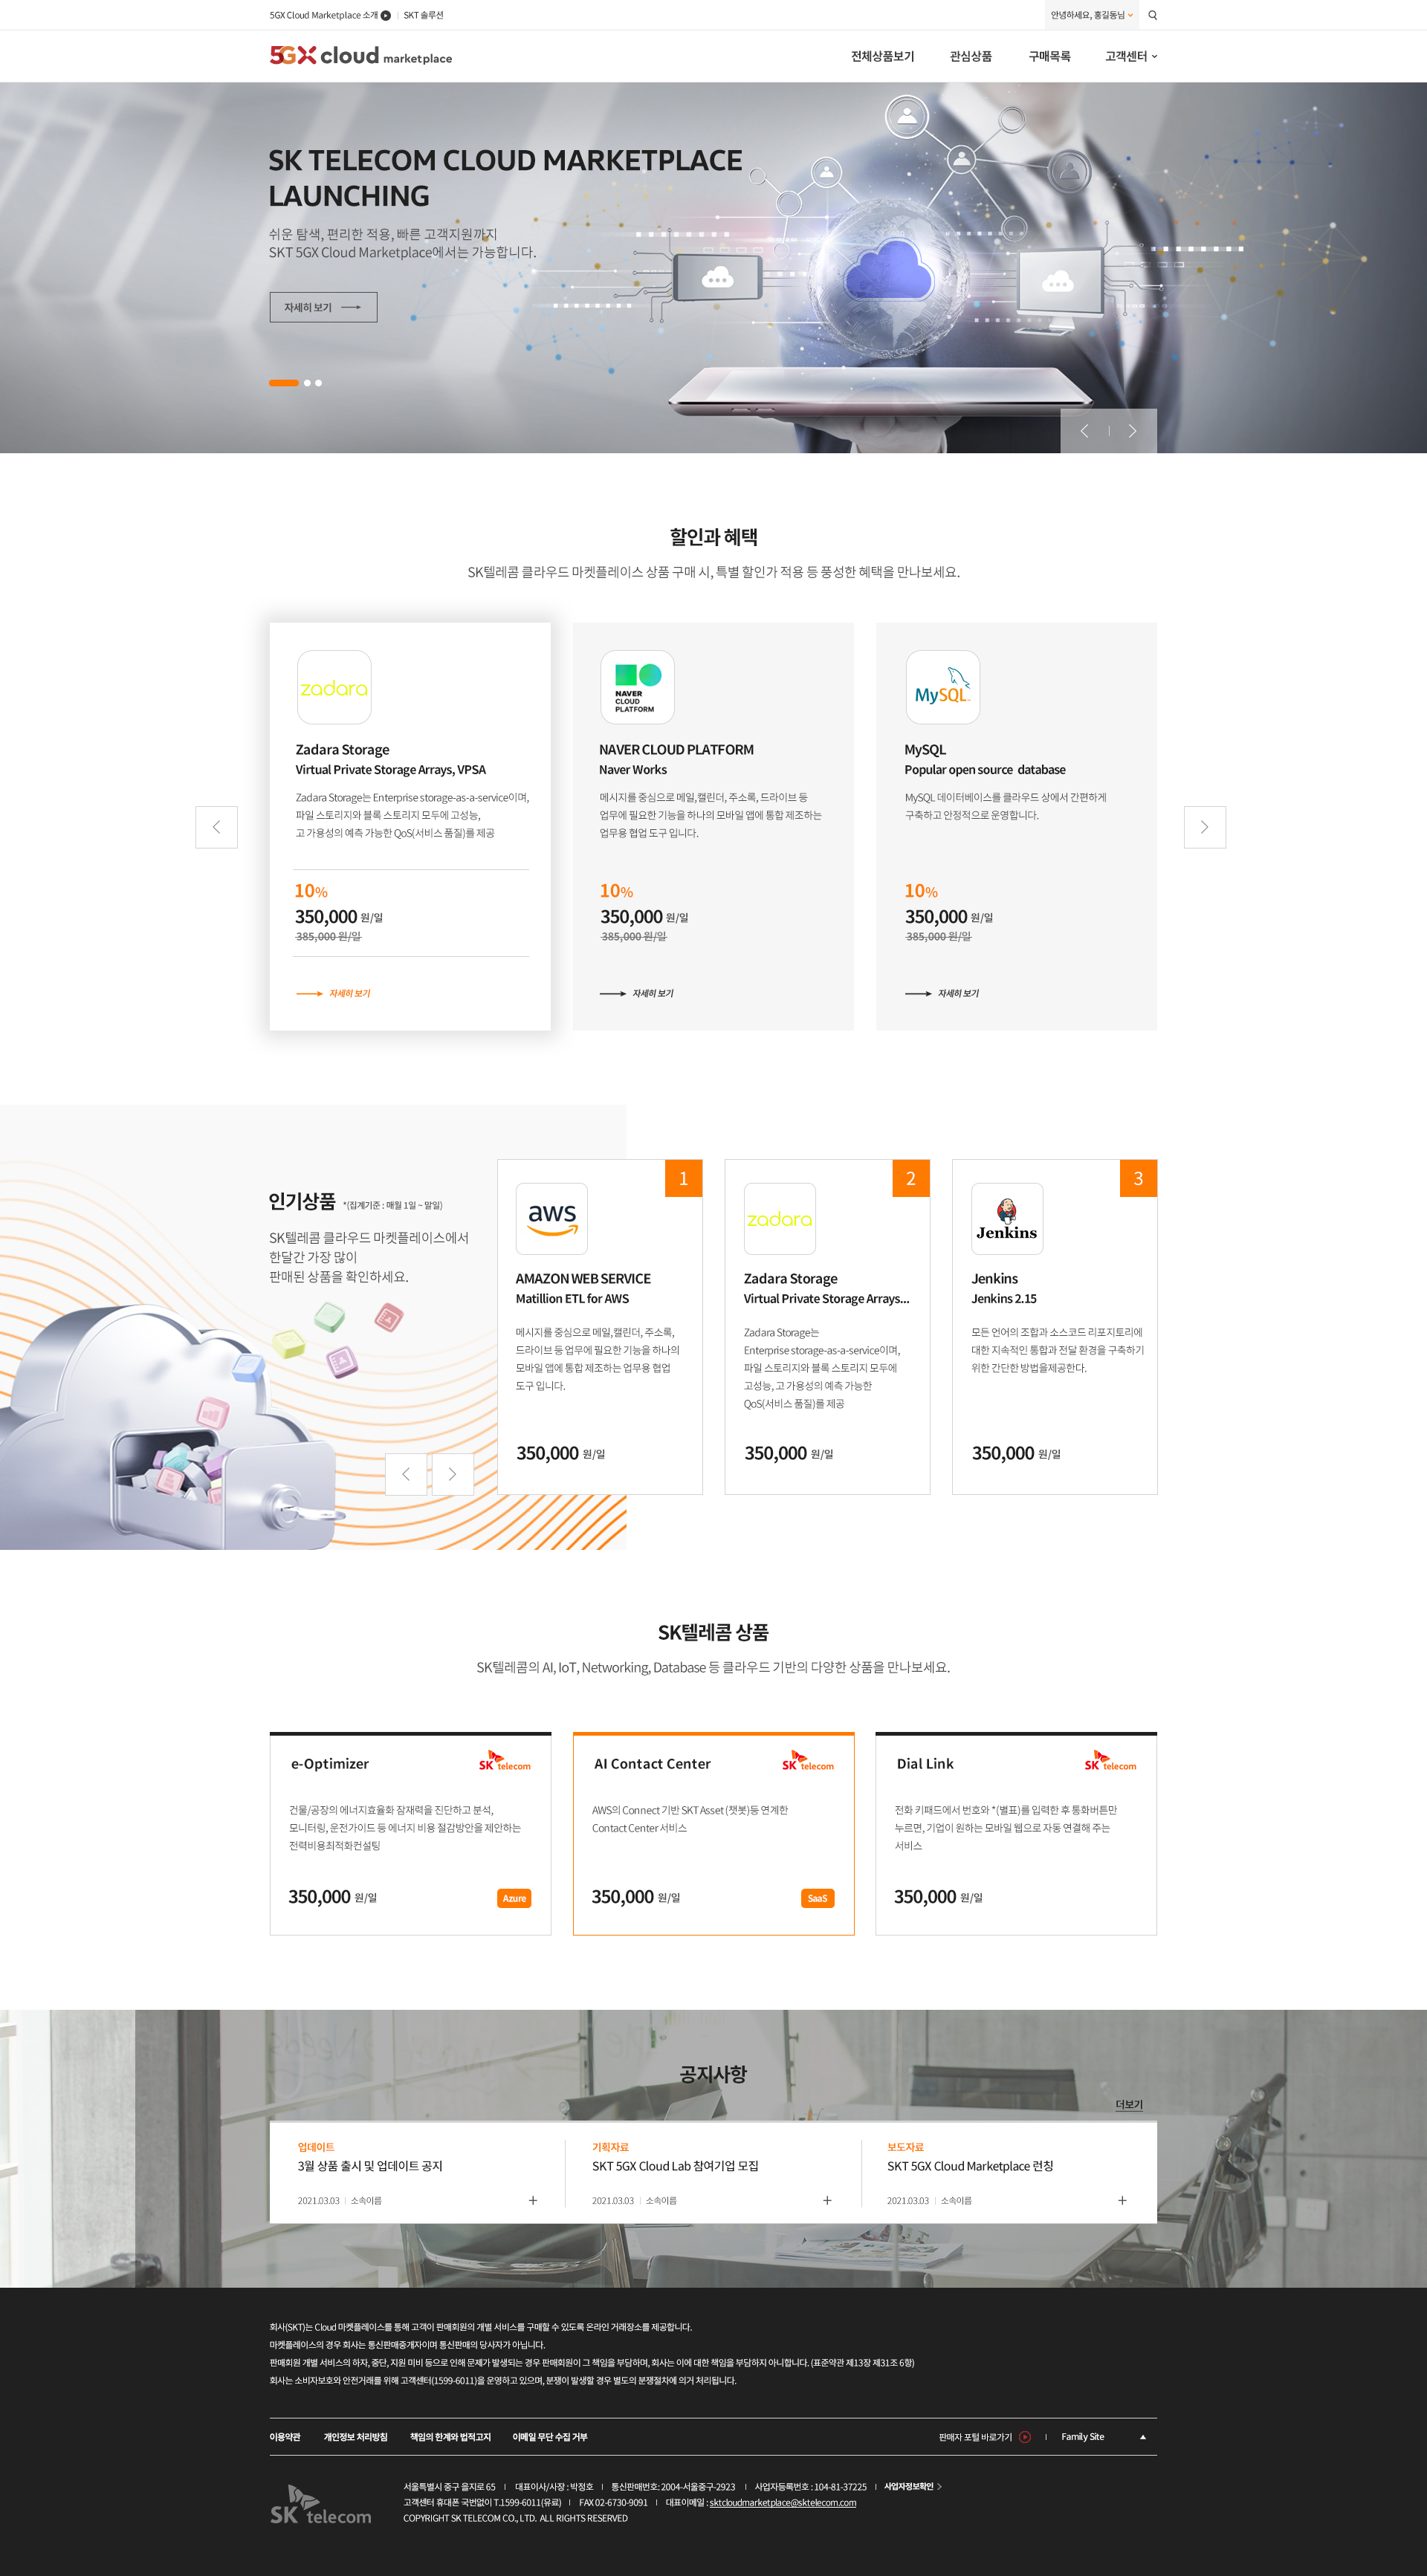 5GX Cloud Marketplace 소개
SKT 솔루션
안녕하세요, 홍길동님
5GX cloud marketplace
전체상품보기
관심상품
구매목록
고객센터
SK TELECOM CLOUD MARKETPLACE
LAUNCHING
쉬운 탐색, 편리한 적용, 빠른 고객지원까지
SKT 5GX Cloud Marketplace에서는 가능합니다.
자세히 보기
할인과 혜택
SK텔레콤 클라우드 마켓플레이스 상품 구매 시, 특별 할인가 적용 등 풍성한 혜택을 만나보세요.
zadara
Zadara Storage
Virtual Private Storage Arrays, VPSA
Zadara Storage는 Enterprise storage-as-a-service이며,
파일 스토리지와 블록 스토리지 모두에 고성능,
고 가용성의 예측 가능한 QoS(서비스 품질)를 제공
10%
350,000 원/일
385,000 원/일
자세히 보기
NAVER
CLOUD
PLATFORM
NAVER CLOUD PLATFORM
Naver Works
메시지를 중심으로 메일,캘린더, 주소록, 드라이브 등
업무에 필요한 기능을 하나의 모바일 앱에 통합 제조하는
업무용 협업 도구 입니다.
10%
350,000 원/일
385,000 원/일
자세히 보기
MySQL
MySQL
Popular open source database
MySQL 데이터베이스를 클라우드 상에서 간편하게
구축하고 안정적으로 운영합니다.
10%
350,000 원/일
385,000 원/일
자세히 보기
인기상품 *(집계기준 : 매월 1일 ~ 말일)
SK텔레콤 클라우드 마켓플레이스에서
한달간 가장 많이
판매된 상품을 확인하세요.
1
aws
AMAZON WEB SERVICE
Matillion ETL for AWS
메시지를 중심으로 메일,캘린더, 주소록,
드라이브 등 업무에 필요한 기능을 하나의
모바일 앱에 통합 제조하는 업무용 협업
도구 입니다.
350,000 원/일
2
zadara
Zadara Storage
Virtual Private Storage Arrays...
Zadara Storage는
Enterprise storage-as-a-service이며,
파일 스토리지와 블록 스토리지 모두에
고성능, 고 가용성의 예측 가능한
QoS(서비스 품질)를 제공
350,000 원/일
3
Jenkins
Jenkins
Jenkins 2.15
모든 언어의 조합과 소스코드 리포지토리에
대한 지속적인 통합과 전달 환경을 구축하기
위한 간단한 방법을제공한다.
350,000 원/일
SK텔레콤 상품
SK텔레콤의 AI, IoT, Networking, Database 등 클라우드 기반의 다양한 상품을 만나보세요.
e-Optimizer
SK telecom
건물/공장의 에너지효율화 잠재력을 진단하고 분석,
모니터링, 운전가이드 등 에너지 비용 절감방안을 제안하는
전력비용최적화컨설팅
350,000 원/일
Azure
AI Contact Center
SK telecom
AWS의 Connect 기반 SKT Asset (챗봇)등 연계한
Contact Center 서비스
350,000 원/일
SaaS
Dial Link
SK telecom
전화 키패드에서 번호와 *(별표)를 입력한 후 통화버튼만
누르면, 기업이 원하는 모바일 웹으로 자동 연결해 주는
서비스
350,000 원/일
공지사항
더보기
업데이트
3월 상품 출시 및 업데이트 공지
2021.03.03 | 소속이름
기획자료
SKT 5GX Cloud Lab 참여기업 모집
2021.03.03 | 소속이름
보도자료
SKT 5GX Cloud Marketplace 런칭
2021.03.03 | 소속이름
회사(SKT)는 Cloud 마켓플레이스를 통해 고객이 판매회원의 개별 서비스를 구매할 수 있도록 온라인 거래장소를 제공합니다.
마켓플레이스의 경우 회사는 통신판매중개자이며 통신판매의 당사자가 아닙니다.
판매회원 개별 서비스의 하자, 중단, 지원 미비 등으로 인해 문제가 발생되는 경우 판매회원이 그 책임을 부담하며, 회사는 이에 대한 책임을 부담하지 아니합니다. (표준약관 제13장 제31조 6항)
회사는 소비자보호와 안전거래를 위해 고객센터(1599-6011)을 운영하고 있으며, 분쟁이 발생할 경우 별도의 분쟁절차에 의거 처리됩니다.
이용약관
개인정보 처리방침
책임의 한계와 법적고지
이메일 무단 수집 거부
판매자 포털 바로가기
Family Site
SK telecom
서울특별시 중구 을지로 65 | 대표이사/사장 : 박정호 | 통신판매번호: 2004-서울중구-2923 | 사업자등록번호 : 104-81-37225 | 사업자정보확인
고객센터 휴대폰 국번없이 T.1599-6011(유료) | FAX 02-6730-9091 | 대표이메일 : sktcloudmarketplace@sktelecom.com
COPYRIGHT SK TELECOM CO., LTD. ALL RIGHTS RESERVED